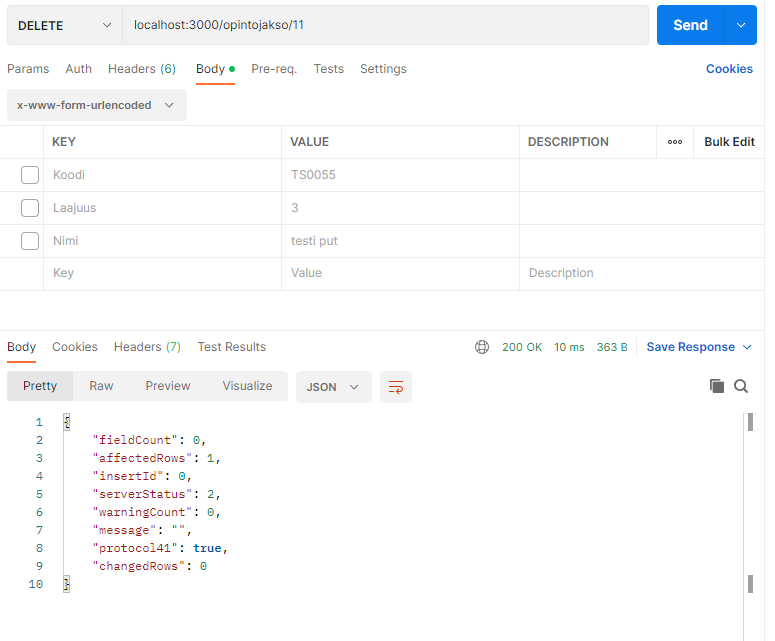 DELETE localhost:3000/opintojakso/11 Send
Params Auth Headers (6) Body Pre-req. Tests Settings Cookies
x-www-form-urlencoded
KEY VALUE DESCRIPTION Bulk Edit
Koodi TS0055
Laajuus 3
Nimi testi put
Key Value Description
Body Cookies Headers (7) Test Results 200 OK 10 ms 363 B Save Response
Pretty Raw Preview Visualize JSON
1 {
2 "fieldCount": 0,
3 "affectedRows": 1,
4 "insertId": 0,
5 "serverStatus": 2,
6 "warningCount": 0,
7 "message": "",
8 "protocol41": true,
9 "changedRows": 0
10 }